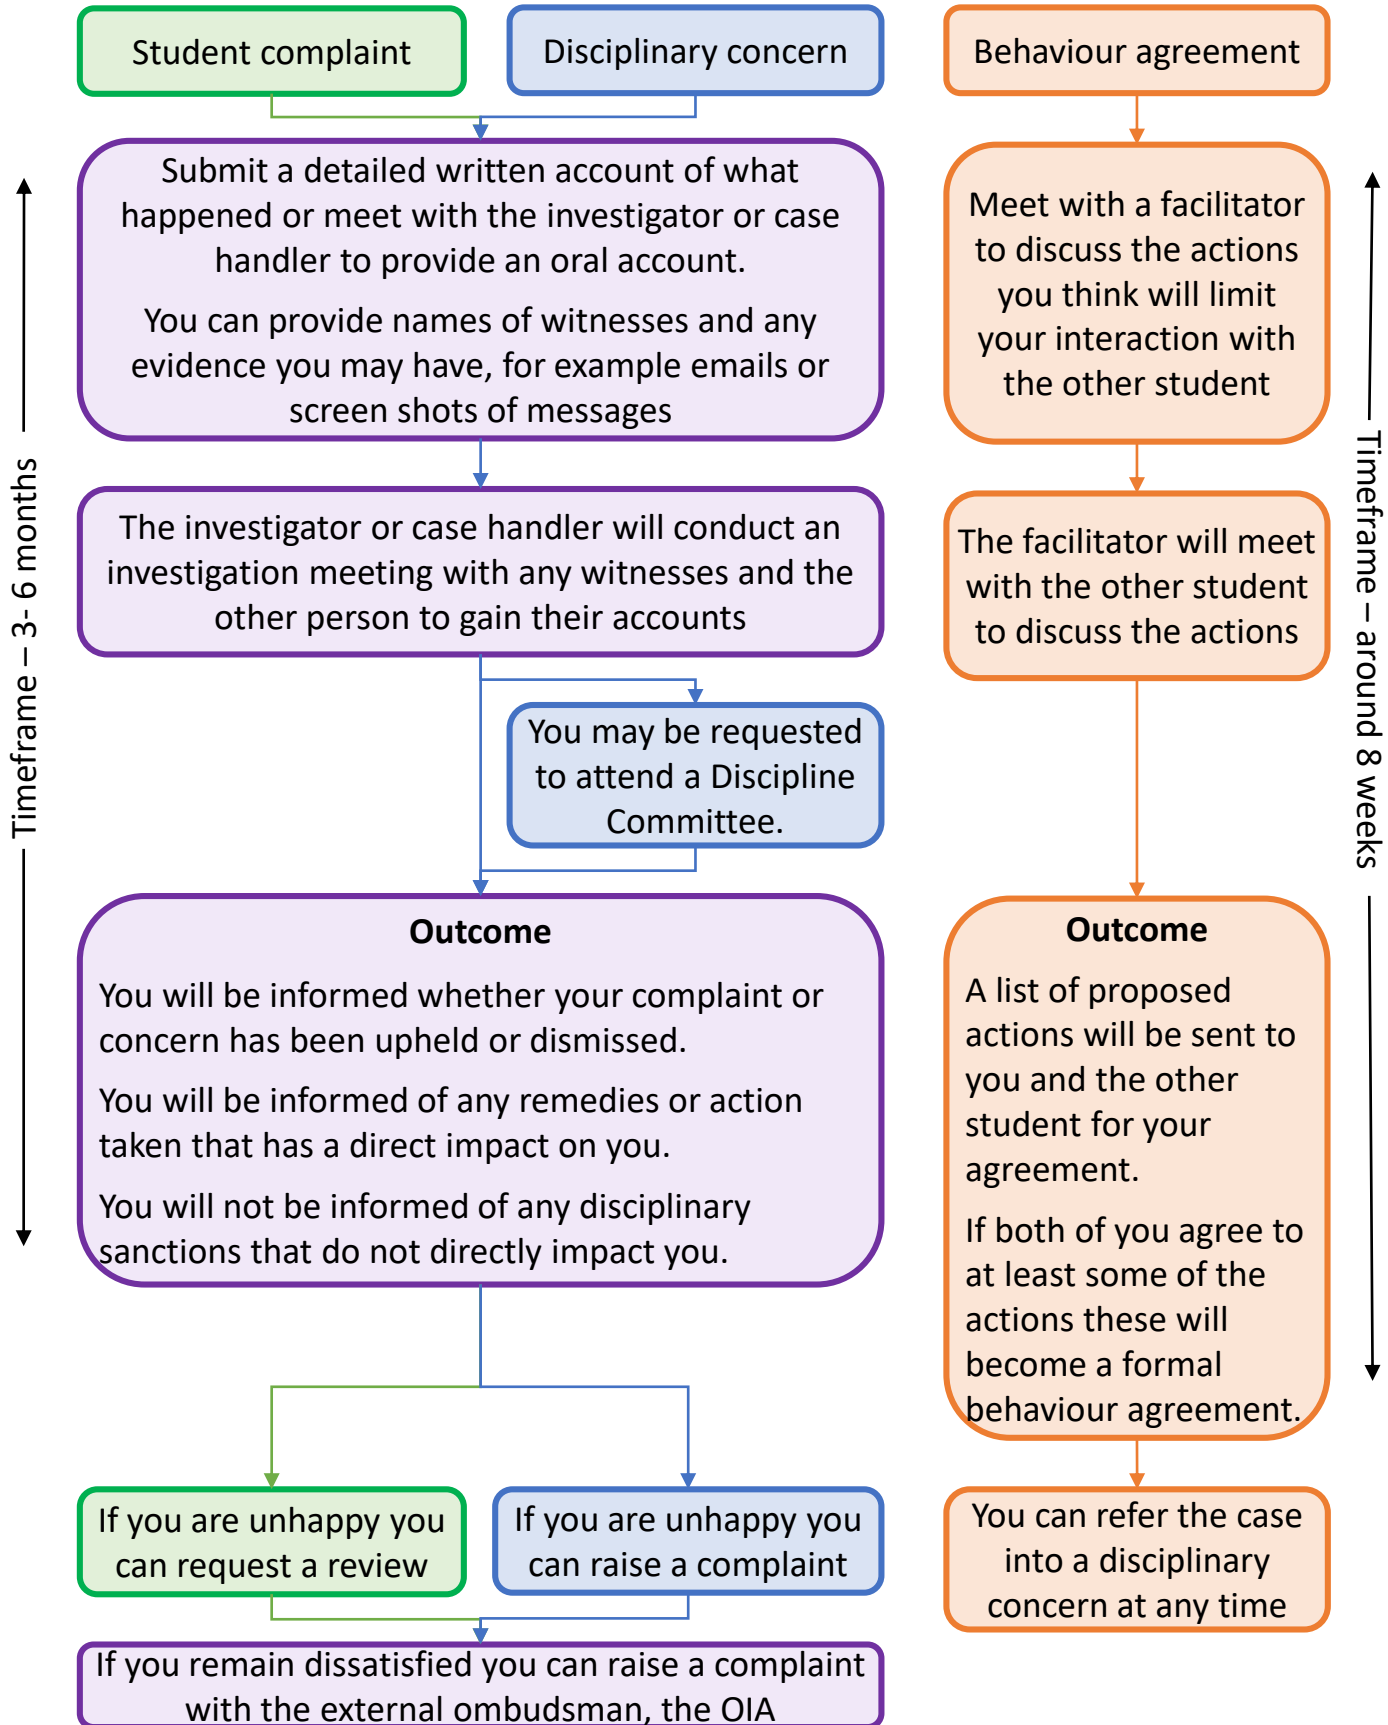 Student complaint
Disciplinary concern
Behaviour agreement
Submit a detailed written account of what
happened or meet with the investigator or case
handler to provide an oral account.
You can provide names of witnesses and any
evidence you may have, for example emails or
screen shots of messages
Meet with a facilitator
to discuss the actions
you think will limit
your interaction with
the other student
Timeframe – 3- 6 months
Timeframe – around 8 weeks
The investigator or case handler will conduct an
investigation meeting with any witnesses and the
other person to gain their accounts
The facilitator will meet
with the other student
to discuss the actions
You may be requested
to attend a Discipline
Committee.
Outcome
You will be informed whether your complaint or
concern has been upheld or dismissed.
You will be informed of any remedies or action
taken that has a direct impact on you.
You will not be informed of any disciplinary
sanctions that do not directly impact you.
Outcome
A list of proposed
actions will be sent to
you and the other
student for your
agreement.
If both of you agree to
at least some of the
actions these will
become a formal
behaviour agreement.
If you are unhappy you
can request a review
If you are unhappy you
can raise a complaint
You can refer the case
into a disciplinary
concern at any time
If you remain dissatisfied you can raise a complaint
with the external ombudsman, the OIA